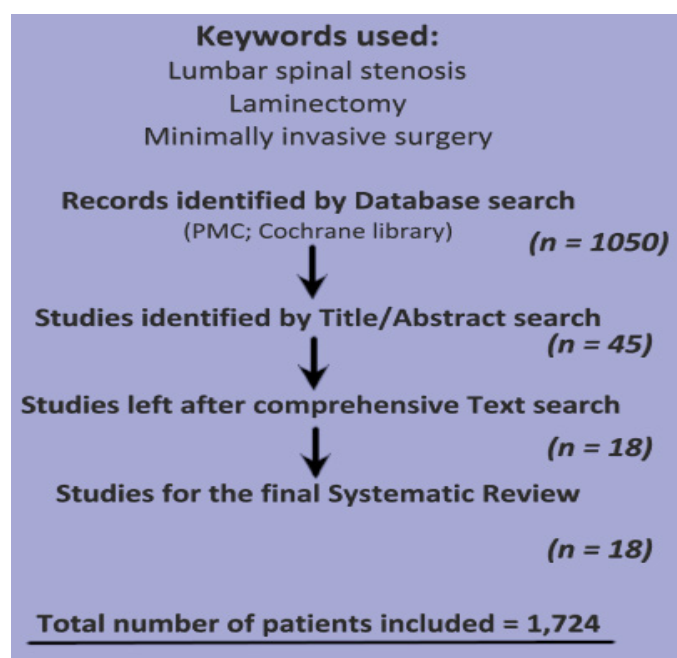 Keywords used:
Lumbar spinal stenosis
Laminectomy
Minimally invasive surgery
Records identified by Database search
(PMC; Cochrane library)
(n = 1050)
Studies identified by Title/Abstract search
(n = 45)
Studies left after comprehensive Text search
(n = 18)
Studies for the final Systematic Review
(n = 18)
Total number of patients included = 1,724